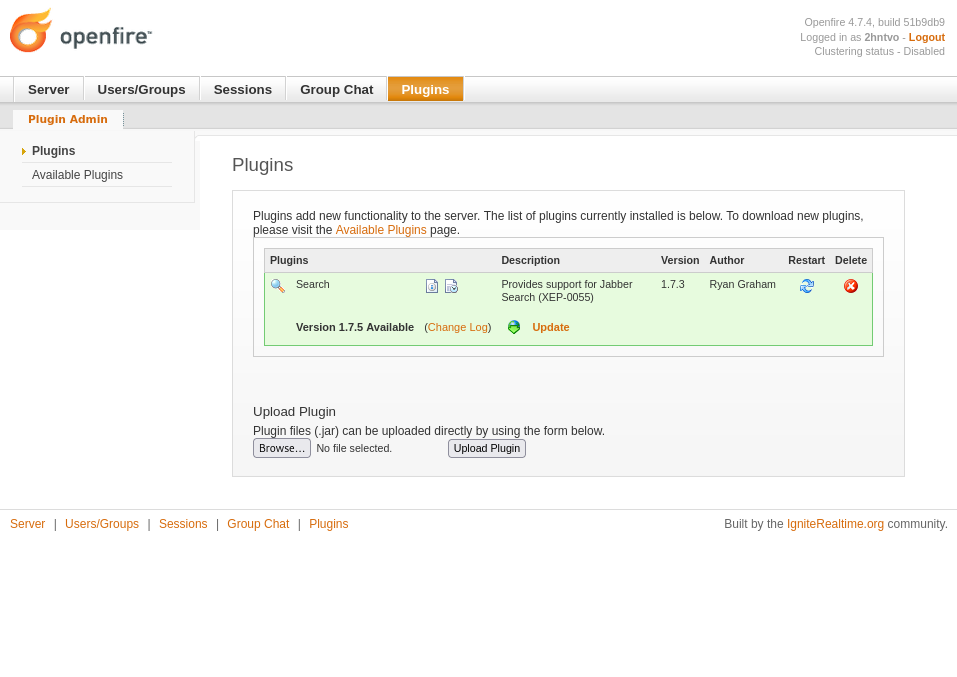 openfire™
Openfire 4.7.4, build 51b9db9
Logged in as 2hntvo - Logout
Clustering status - Disabled
Server Users/Groups Sessions Group Chat Plugins
Plugin Admin
Plugins
Available Plugins
Plugins
Plugins add new functionality to the server. The list of plugins currently installed is below. To download new plugins,
please visit the Available Plugins page.
Plugins Description Version Author Restart Delete
Search Provides support for Jabber 1.7.3 Ryan Graham
Search (XEP-0055)
Version 1.7.5 Available (Change Log) Update
Upload Plugin
Plugin files (.jar) can be uploaded directly by using the form below.
Browse... No file selected. Upload Plugin
Server | Users/Groups | Sessions | Group Chat | Plugins
Built by the IgniteRealtime.org community.